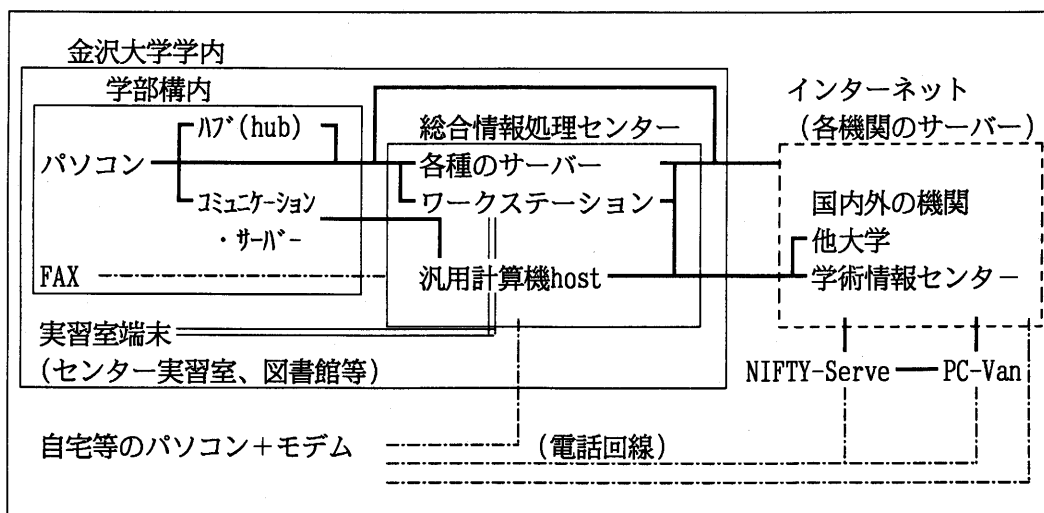 金沢大学学内
学部構内
ﾊﾌﾞ(hub)
パソコン
ｺﾐｭﾆｹｰｼｮﾝ
・ｻｰﾊﾞｰ
FAX
総合情報処理センター
各種のサーバー
ワークステーション
汎用計算機host
インターネット
(各機関のサーバー)
国内外の機関
他大学
学術情報センター
実習室端末
(センター実習室、図書館等)
NIFTY-Serve
PC-Van
自宅等のパソコン＋モデム
(電話回線)